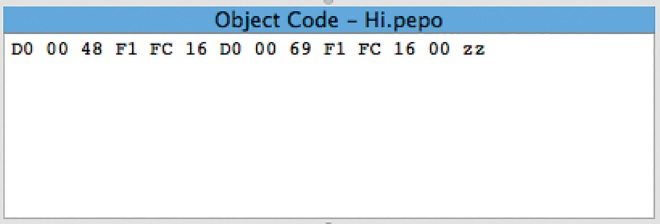 Object Code – Hi.pepo
D0 00 48 F1 FC 16 D0 00 69 F1 FC 16 00 zz